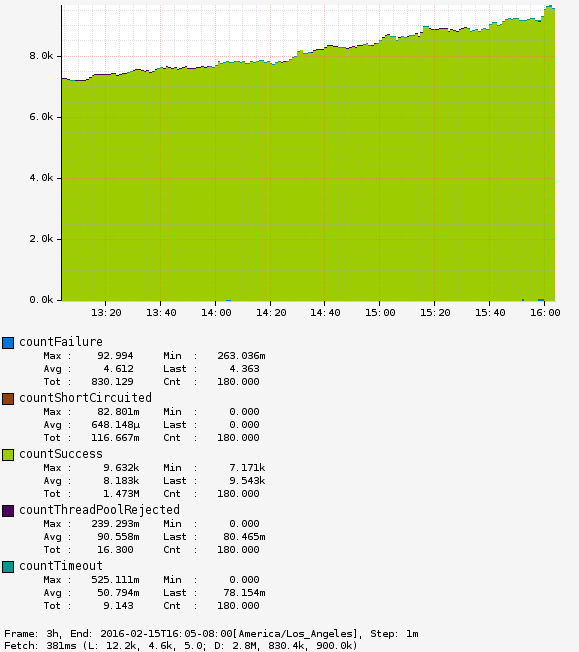 8.0k
6.0k
4.0k
2.0k
0.0k
13:20 13:40 14:00 14:20 14:40 15:00 15:20 15:40 16:00
countFailure
Max : 92.994 Min : 263.036m
Avg : 4.612 Last : 4.363
Tot : 830.129 Cnt : 180.000
countShortCircuited
Max : 82.801m Min : 0.000
Avg : 648.148µ Last : 0.000
Tot : 116.667m Cnt : 180.000
countSuccess
Max : 9.632k Min : 7.171k
Avg : 8.183k Last : 9.543k
Tot : 1.473M Cnt : 180.000
countThreadPoolRejected
Max : 239.293m Min : 0.000
Avg : 90.558m Last : 80.465m
Tot : 16.300 Cnt : 180.000
countTimeout
Max : 525.111m Min : 0.000
Avg : 50.794m Last : 78.154m
Tot : 9.143 Cnt : 180.000
Frame: 3h, End: 2016-02-15T16:05-08:00[America/Los_Angeles], Step: 1m
Fetch: 381ms (L: 12.2k, 4.6k, 5.0; D: 2.8M, 830.4k, 900.0k)